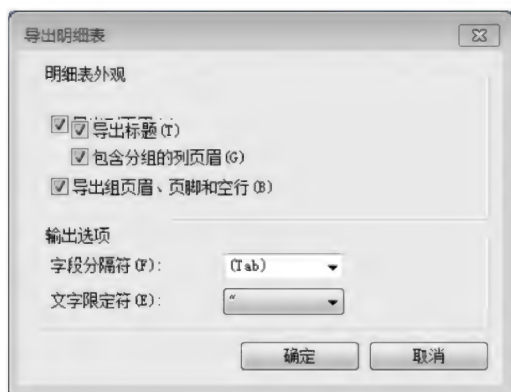 导出明细表
明细表外观
导出标题(T)
包含分组的列页眉(G)
导出组页眉、页脚和空行(B)
输出选项
字段分隔符(F): (Tab)
文字限定符(E): "
确定 取消